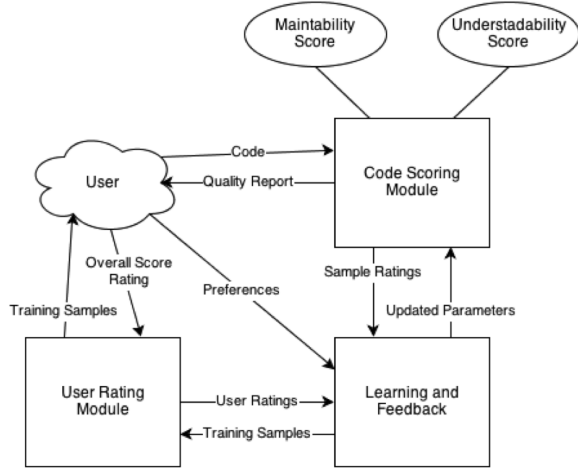 Maintability
Score
Understadability
Score
Code
User
Quality Report
Code Scoring
Module
Overall Score
Rating
Sample Ratings
Preferences
Training Samples
Updated Parameters
User Rating
Module
User Ratings
Learning and
Feedback
Training Samples